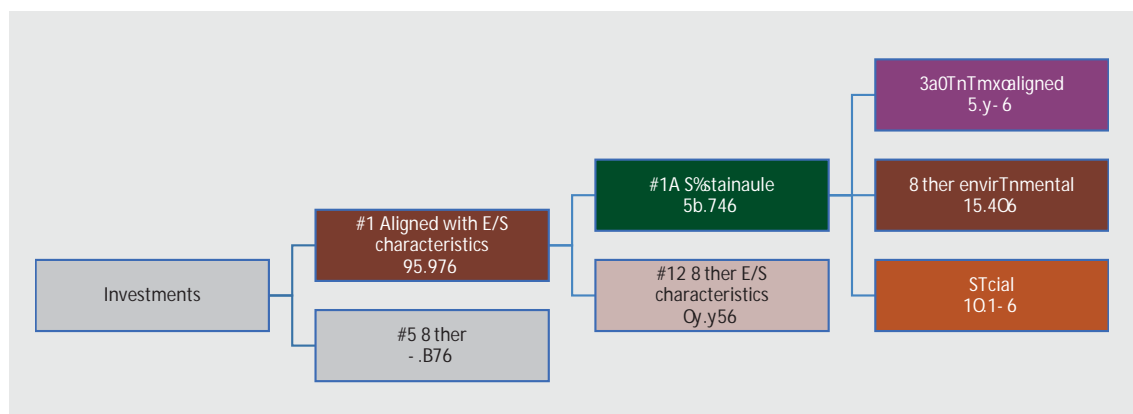 3a0TnTmxoaligned
5.y- 6
#1A S%stainaule
5b.746
8 ther envirTnmental
15.4O6
#1 Aligned with E/S
characteristics
95.976
Investments
#12 8 ther E/S
characteristics
Oy.y56
STcial
1O.1- 6
#5 8 ther
- .B76